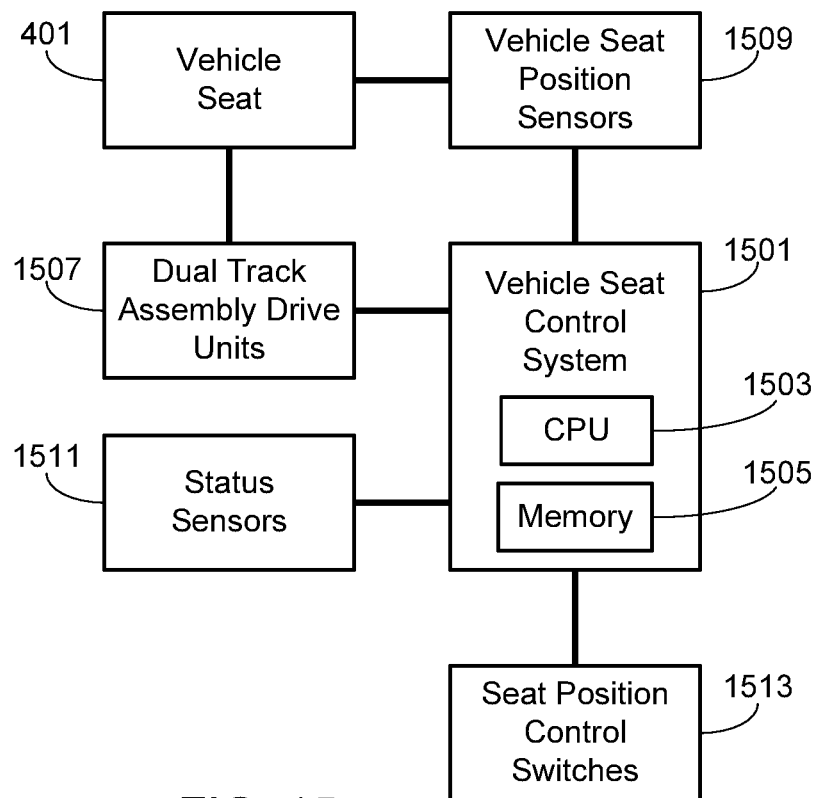 401
Vehicle
Seat
Vehicle Seat
Position
Sensors
1509
1507
Dual Track
Assembly Drive
Units
Vehicle Seat
Control
System
1501
CPU
1503
Memory
1505
1511
Status
Sensors
Seat Position
Control
Switches
1513